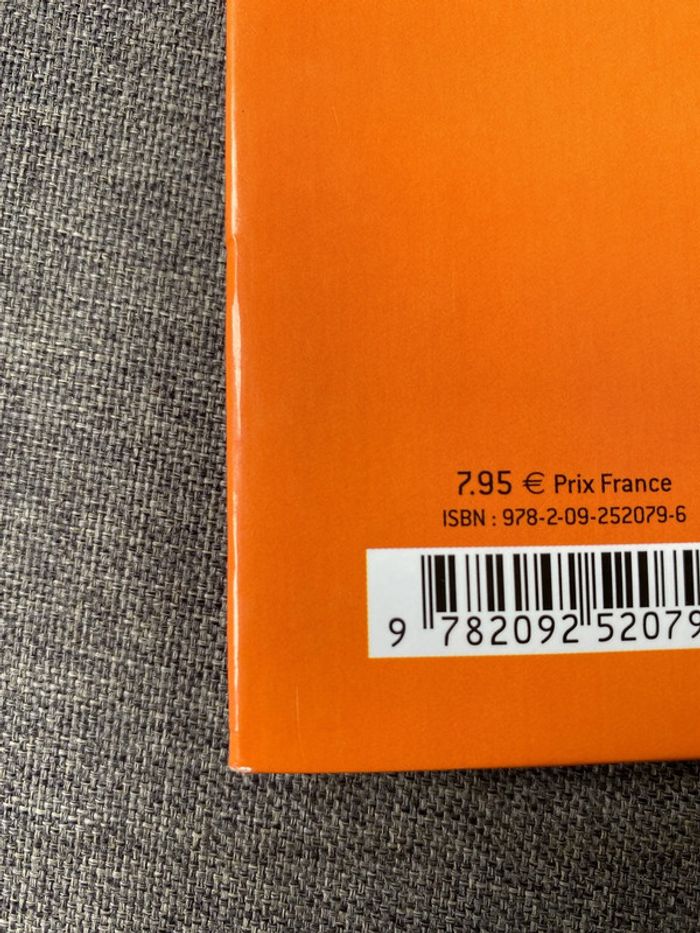 7.95 € Prix France
ISBN : 978-2-09-252079-6
9 782092 52079